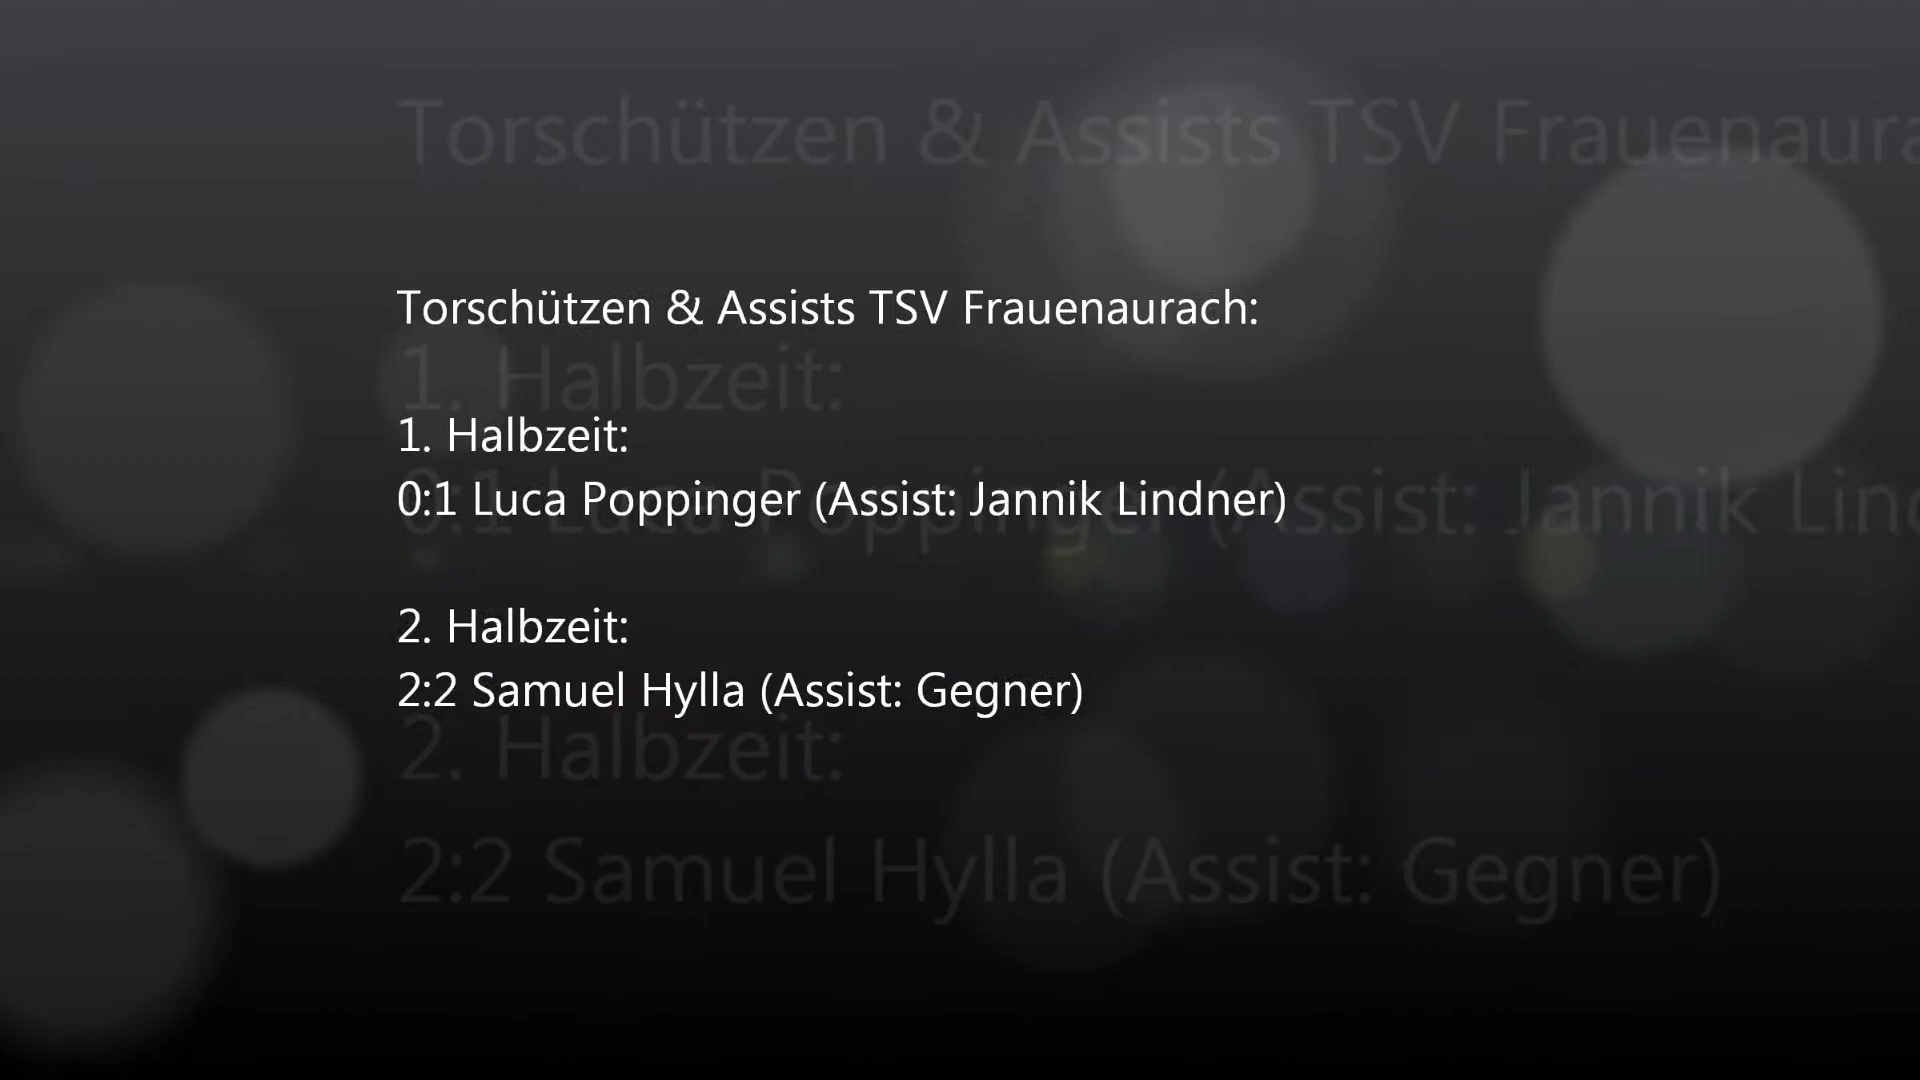 Torschützen & Assists TSV Frauenaurach:
1. Halbzeit:
0:1 Luca Poppinger (Assist: Jannik Lindner)
2. Halbzeit:
2:2 Samuel Hylla (Assist: Gegner)